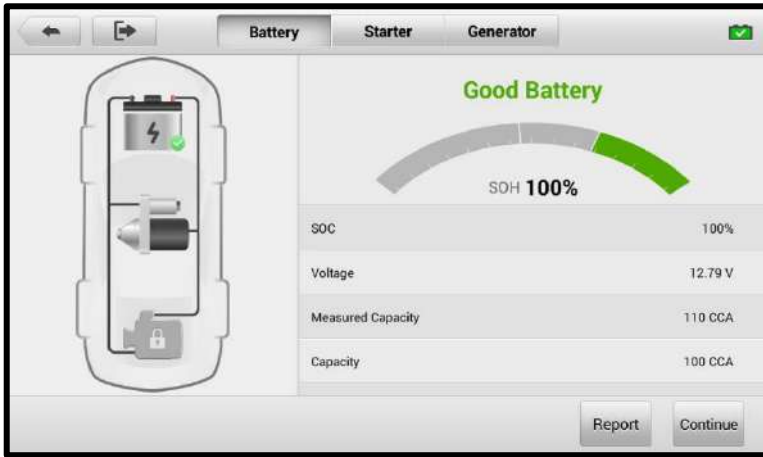 Battery Starter Generator
Good Battery
SOH 100%
SOC 100%
Voltage 12.79 V
Measured Capacity 110 CCA
Capacity 100 CCA
Report Continue